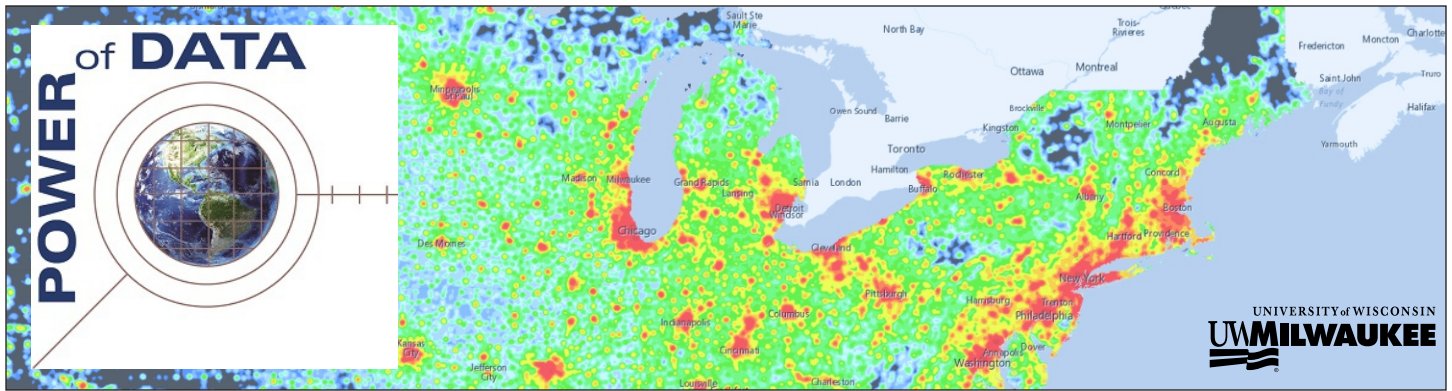 POWER of DATA
Sault Ste
Marie
North Bay
Trois-
Rivieres
Fredericton
Moncton
Charlotte
Minneapolis
St Paul
Ottawa
Montreal
Saint John
Bay of
Fundy
Truro
Owen Sound
Barrie
Brockville
Kingston
Montpelier
Augusta
Halifax
Yarmouth
Toronto
Madison
Milwaukee
Grand Rapids
Lansing
Sarnia
London
Hamilton
Buffalo
Rochester
Albany
Concord
Boston
Detroit
Windsor
Chicago
Des Moines
Cleveland
Hartford
Providence
New York
Pittsburgh
Harrisburg
Trenton
Philadelphia
Columbus
Indianapolis
Kansas
City
Cincinnati
Dover
Annapolis
Washington
Jefferson
City
Louisville
Charleston
UNIVERSITY of WISCONSIN
UWMILWAUKEE